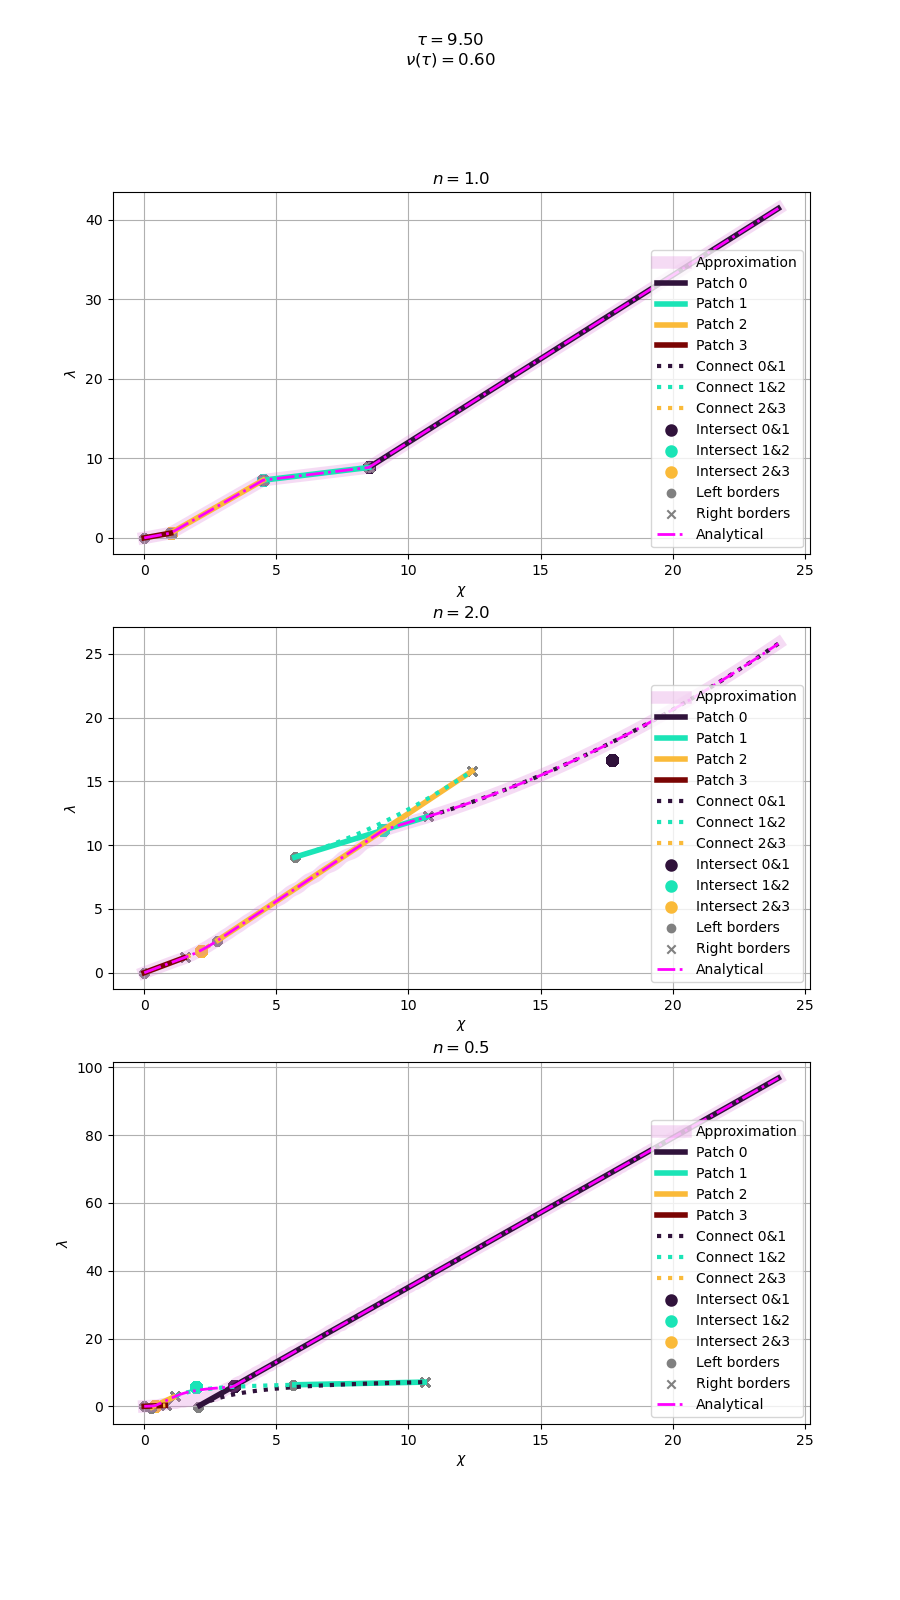 τ = 9.50
ν(τ) = 0.60
n = 1.0
40
30
20
10
0
λ
0 5 10 15 20 25
χ
Approximation
Patch 0
Patch 1
Patch 2
Patch 3
Connect 0&1
Connect 1&2
Connect 2&3
Intersect 0&1
Intersect 1&2
Intersect 2&3
Left borders
Right borders
Analytical
n = 2.0
25
20
15
10
5
0
λ
0 5 10 15 20 25
χ
Approximation
Patch 0
Patch 1
Patch 2
Patch 3
Connect 0&1
Connect 1&2
Connect 2&3
Intersect 0&1
Intersect 1&2
Intersect 2&3
Left borders
Right borders
Analytical
n = 0.5
100
80
60
40
20
0
λ
0 5 10 15 20 25
χ
Approximation
Patch 0
Patch 1
Patch 2
Patch 3
Connect 0&1
Connect 1&2
Connect 2&3
Intersect 0&1
Intersect 1&2
Intersect 2&3
Left borders
Right borders
Analytical